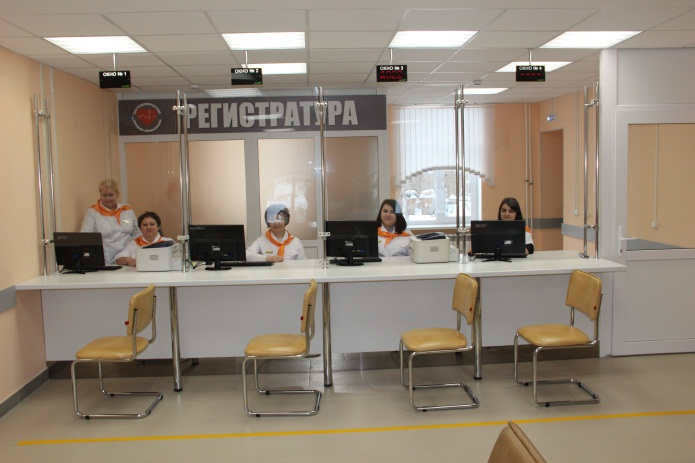 ОКНО № 1
ОКНО № 2
ОКНО № 3
ОКНО № 4
РЕГИСТРАТУРА